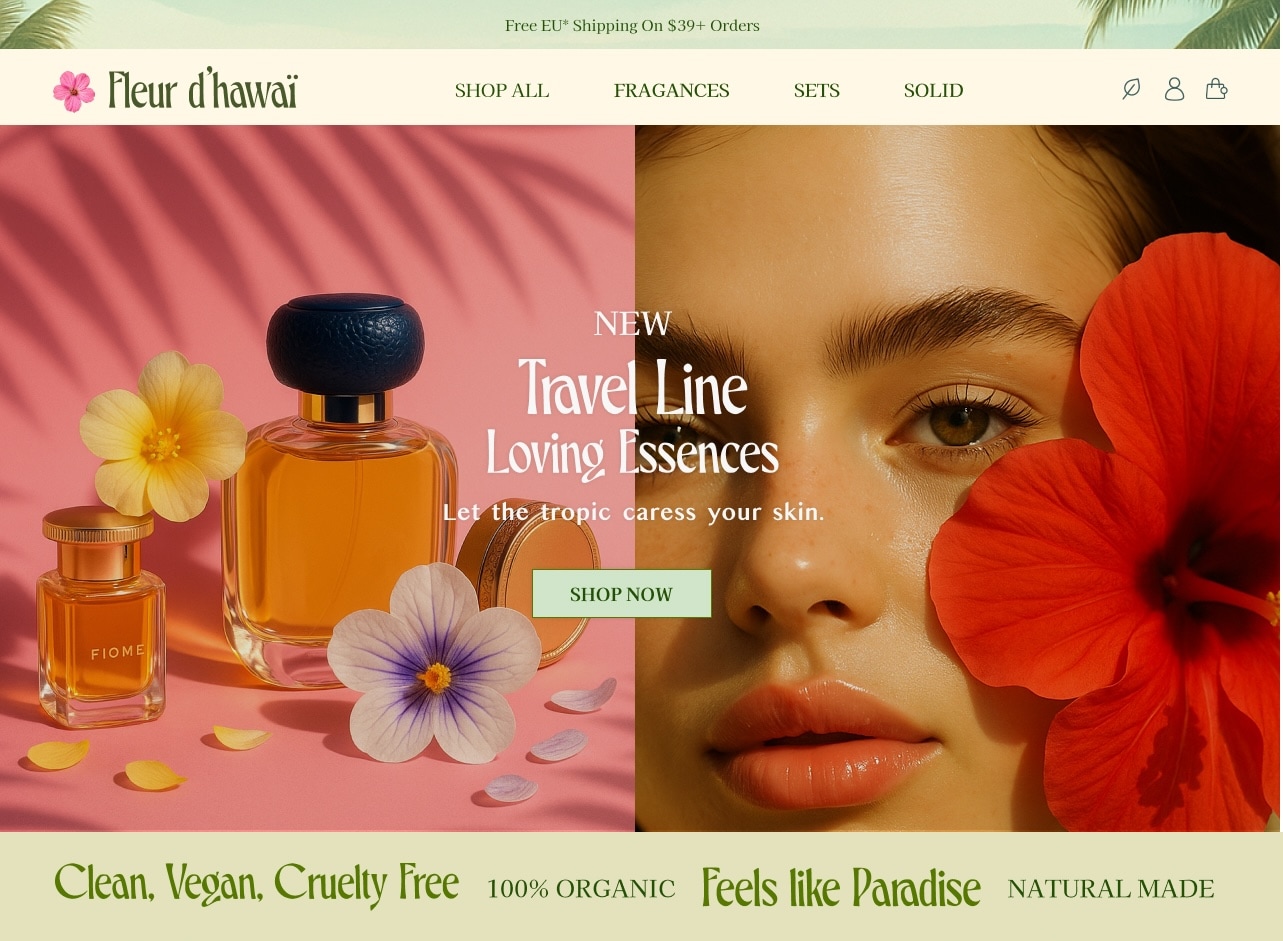 Free EU* Shipping On $39+ Orders
Fleur d'hawaï
SHOP ALL
FRAGANCES
SETS
SOLID
NEW
Travel Line
Loving Essences
Let the tropic caress your skin.
SHOP NOW
FIOME
Clean, Vegan, Cruelty Free
100% ORGANIC
Feels like Paradise
NATURAL MADE